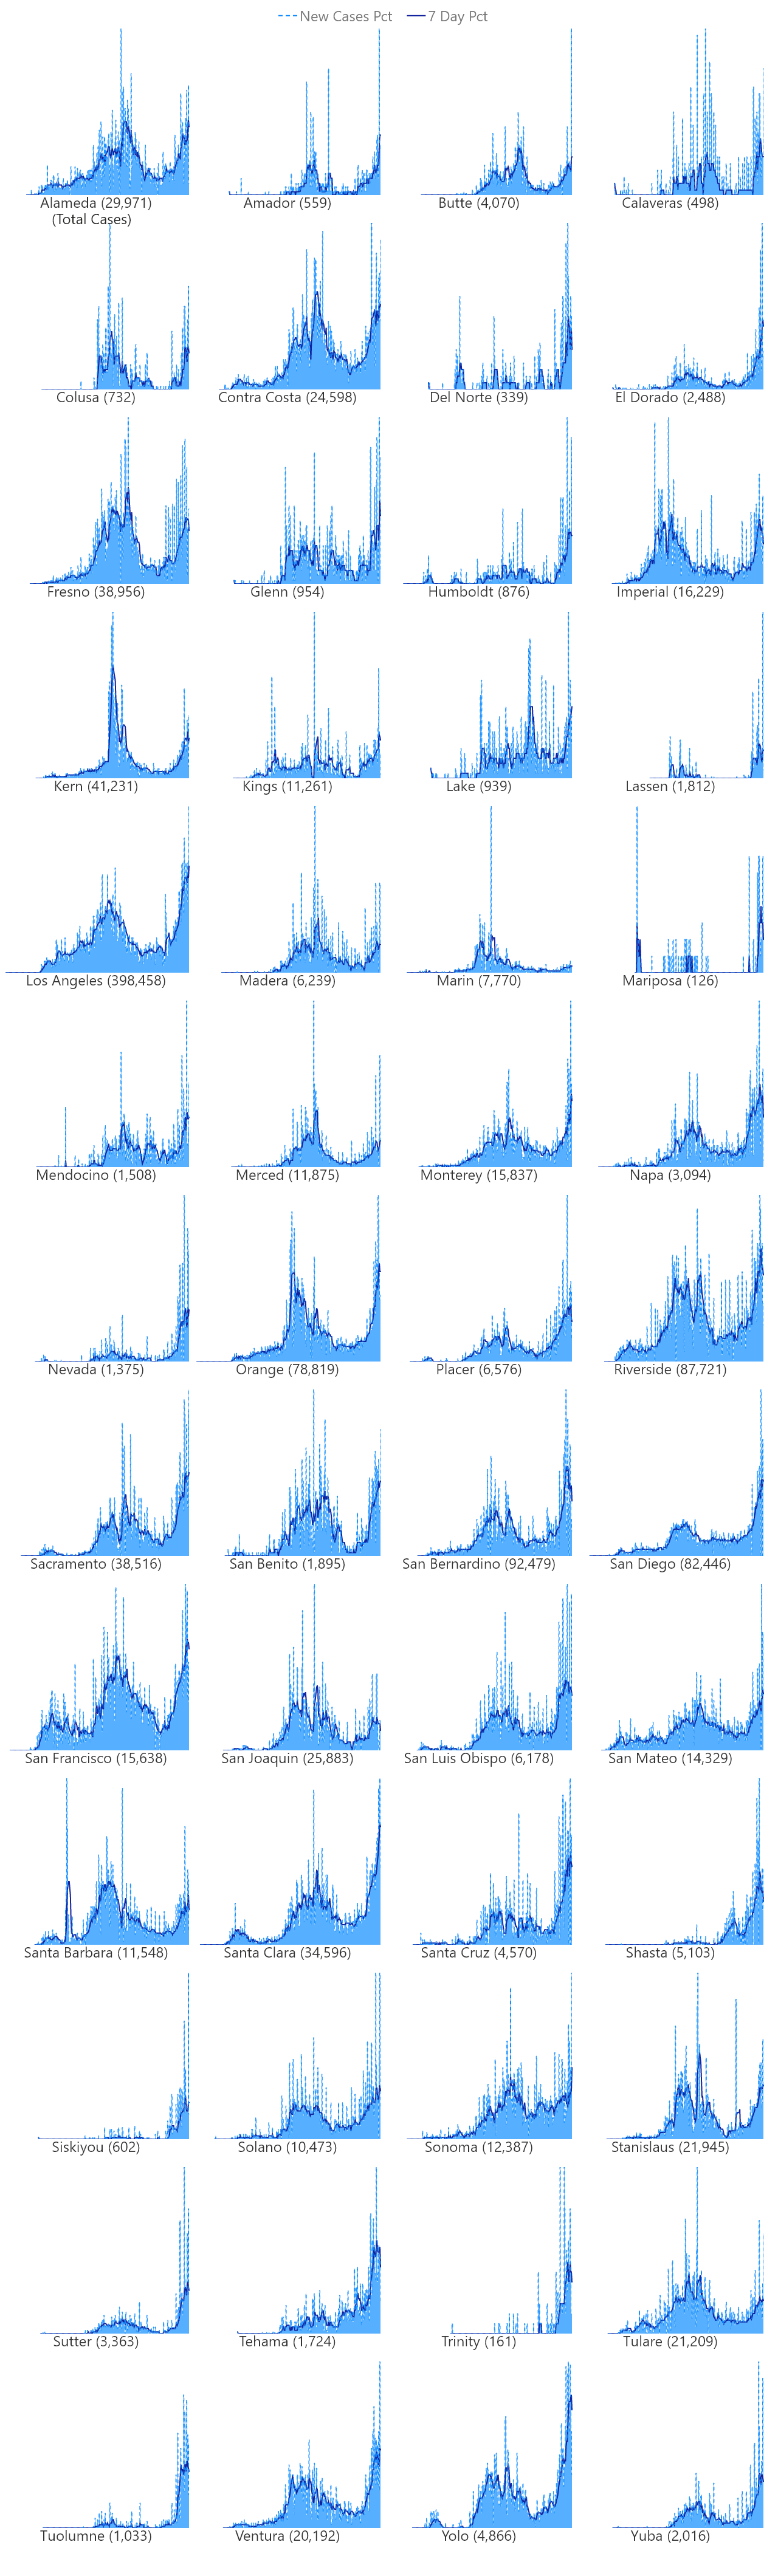 New Cases Pct 7 Day Pct
Alameda (29,971) Amador (559) Butte (4,070) Calaveras (498)
(Total Cases)
Colusa (732) Contra Costa (24,598) Del Norte (339) El Dorado (2,488)
Fresno (38,956) Glenn (954) Humboldt (876) Imperial (16,229)
Kern (41,231) Kings (11,261) Lake (939) Lassen (1,812)
Los Angeles (398,458) Madera (6,239) Marin (7,770) Mariposa (126)
Mendocino (1,508) Merced (11,875) Monterey (15,837) Napa (3,094)
Nevada (1,375) Orange (78,819) Placer (6,576) Riverside (87,721)
Sacramento (38,516) San Benito (1,895) San Bernardino (92,479) San Diego (82,446)
San Francisco (15,638) San Joaquin (25,883) San Luis Obispo (6,178) San Mateo (14,329)
Santa Barbara (11,548) Santa Clara (34,596) Santa Cruz (4,570) Shasta (5,103)
Siskiyou (602) Solano (10,473) Sonoma (12,387) Stanislaus (21,945)
Sutter (3,363) Tehama (1,724) Trinity (161) Tulare (21,209)
Tuolumne (1,033) Ventura (20,192) Yolo (4,866) Yuba (2,016)